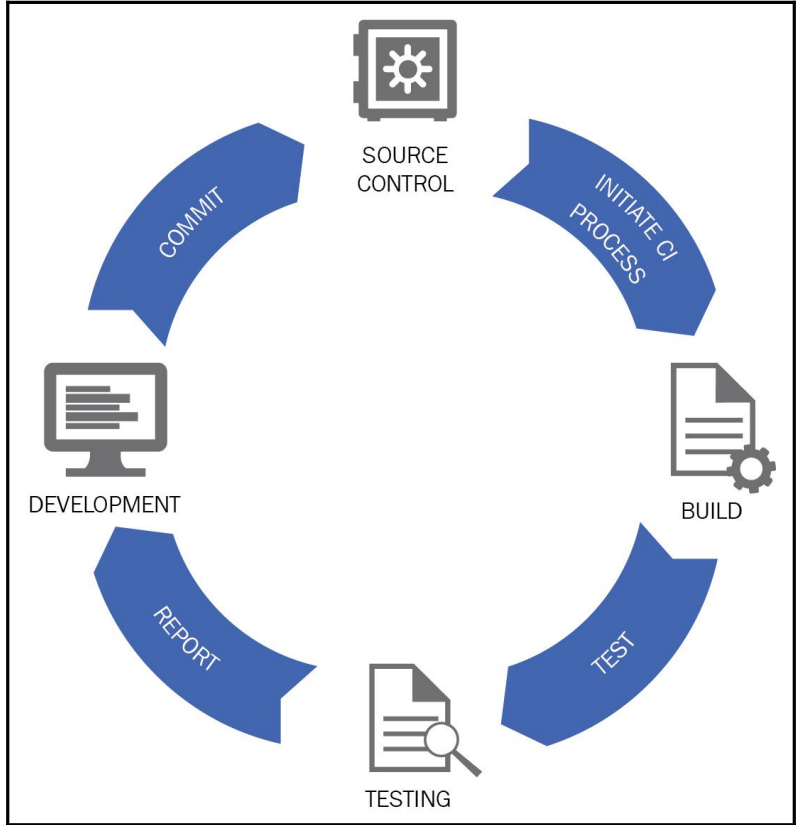 SOURCE
CONTROL
INITIATE CI
PROCESS
BUILD
TEST
TESTING
REPORT
DEVELOPMENT
COMMIT